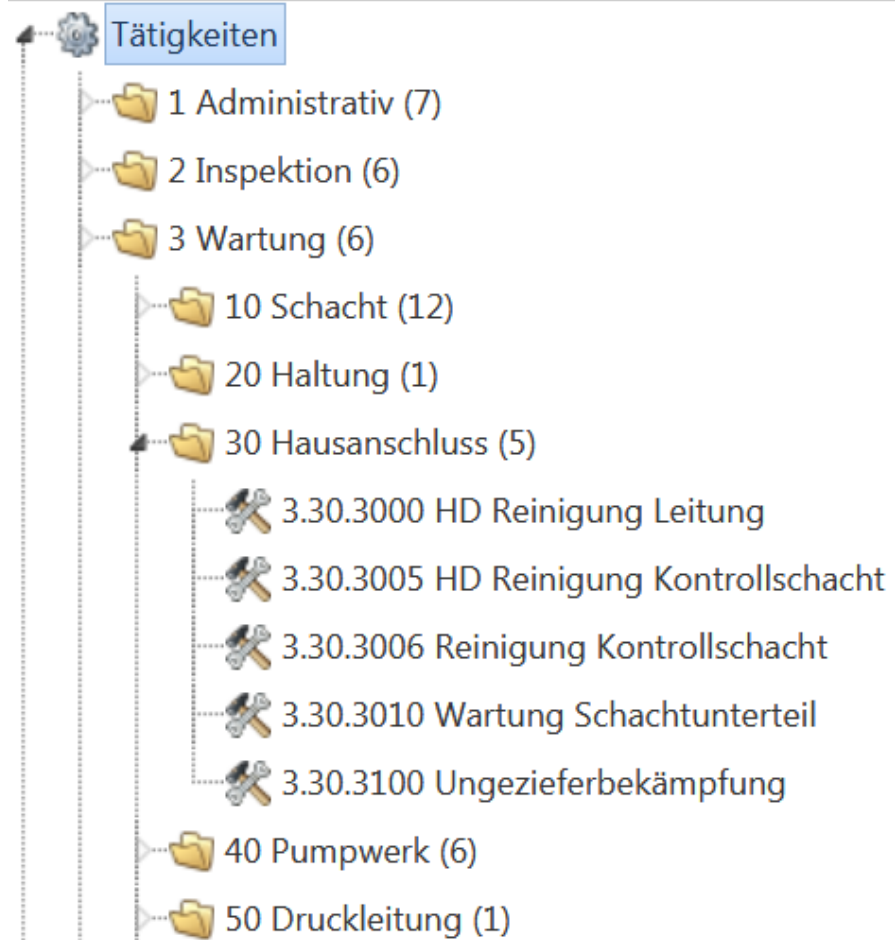 Tätigkeiten
1 Administrativ (7)
2 Inspektion (6)
3 Wartung (6)
10 Schacht (12)
20 Haltung (1)
30 Hausanschluss (5)
3.30.3000 HD Reinigung Leitung
3.30.3005 HD Reinigung Kontrollschacht
3.30.3006 Reinigung Kontrollschacht
3.30.3010 Wartung Schachtunterteil
3.30.3100 Ungezieferbekämpfung
40 Pumpwerk (6)
50 Druckleitung (1)